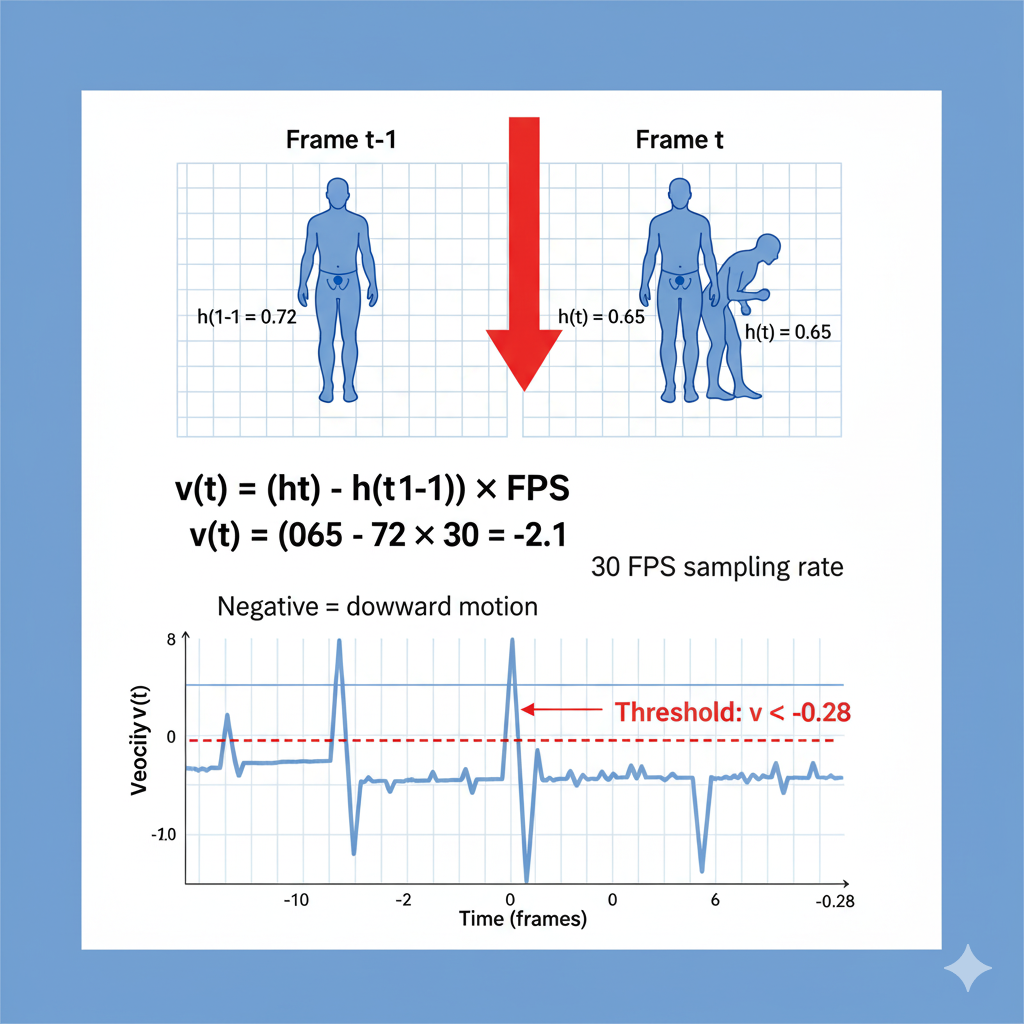 Frame t-1
Frame t
h(1-1 = 0.72
h(t) = 0.65
h(t) = 0.65
v(t) = (ht) - h(t1-1)) × FPS
v(t) = (065 - 72 × 30 = -2.1
30 FPS sampling rate
Negative = dowward motion
8
0
-1.0
Veociiy v(t)
Threshold: v < -0.28
-10
-2
0
0
6
-0.28
Time (frames)